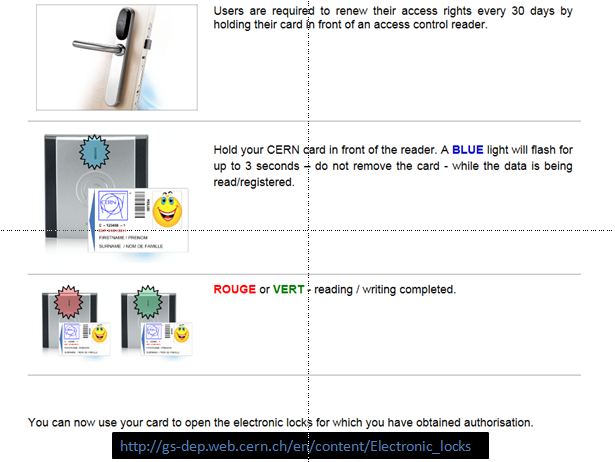 Users are required to renew their access rights every 30 days by
holding their card in front of an access control reader.
Hold your CERN card in front of the reader. A BLUE light will flash for
up to 3 seconds – do not remove the card - while the data is being
read/registered.
CERN
FIRSTNAME / PRENOM
SURNAME / NOM DE FAMILLE
ROUGE or VERT - reading / writing completed.
You can now use your card to open the electronic locks for which you have obtained authorisation.
http://gs-dep.web.cern.ch/en/content/Electronic_locks